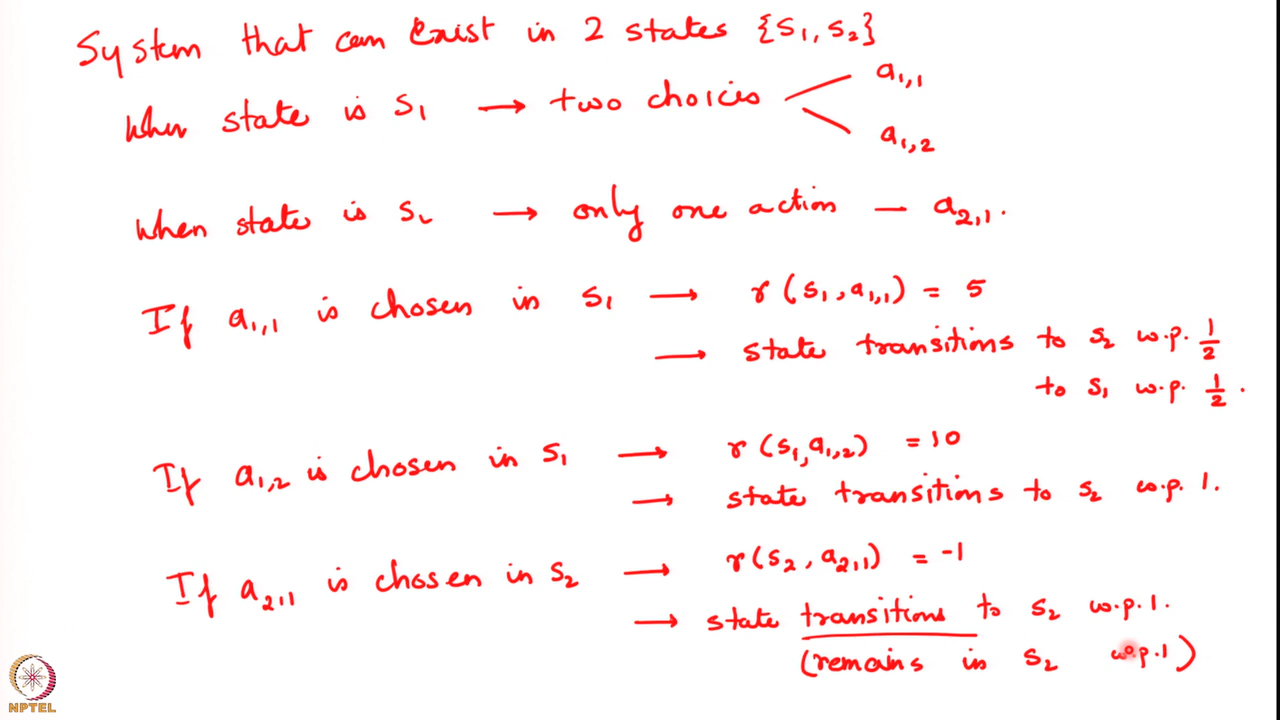 System that can Exist in 2 states {S1, S2}
When state is S1 → two choices
a1,1
a1,2
When state is S2 → only one action — a2,1.
If a1,1 is chosen in S1 → r(S1, a1,1) = 5
→ state transitions to S2 w.p. 1/2
to S1 w.p. 1/2.
If a1,2 is chosen in S1 → r(S1, a1,2) = 10
→ state transitions to S2 w.p. 1.
If a2,1 is chosen in S2 → r(S2, a2,1) = -1
→ state transitions to S2 w.p. 1.
(remains in S2 w.p.1)
NPTEL